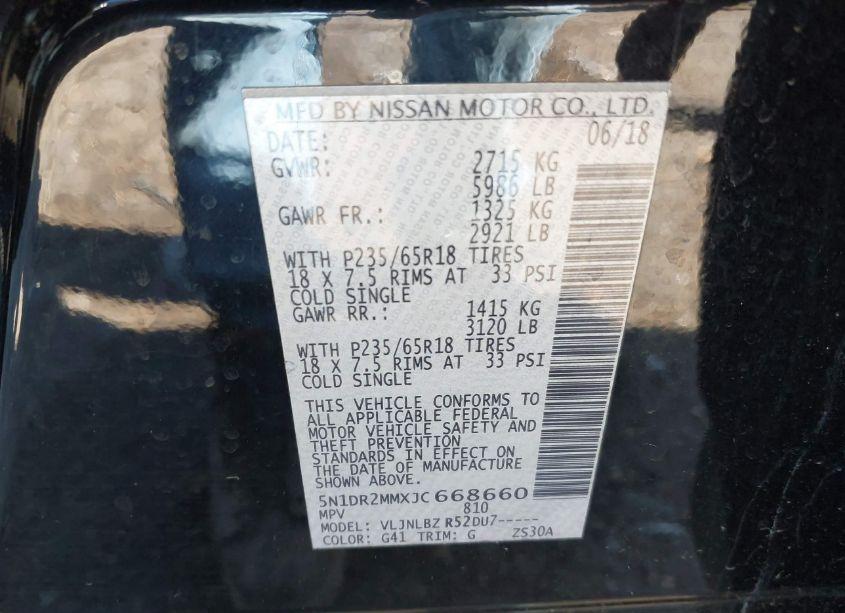 MFD BY NISSAN MOTOR CO., LTD.
DATE: 06/18
GVWR: 2715 KG
5986 LB
GAWR FR.: 1325 KG
2921 LB
WITH P235/65R18 TIRES
18 X 7.5 RIMS AT 33 PSI
COLD SINGLE
GAWR RR.: 1415 KG
3120 LB
WITH P235/65R18 TIRES
18 X 7.5 RIMS AT 33 PSI
COLD SINGLE
THIS VEHICLE CONFORMS TO
ALL APPLICABLE FEDERAL
MOTOR VEHICLE SAFETY AND
THEFT PREVENTION
STANDARDS IN EFFECT ON
THE DATE OF MANUFACTURE
SHOWN ABOVE.
5N1DR2MMXJC 668660
MPV 810
MODEL: VLJNLBZ R52DU7-----
COLOR: G41 TRIM: G ZS30A